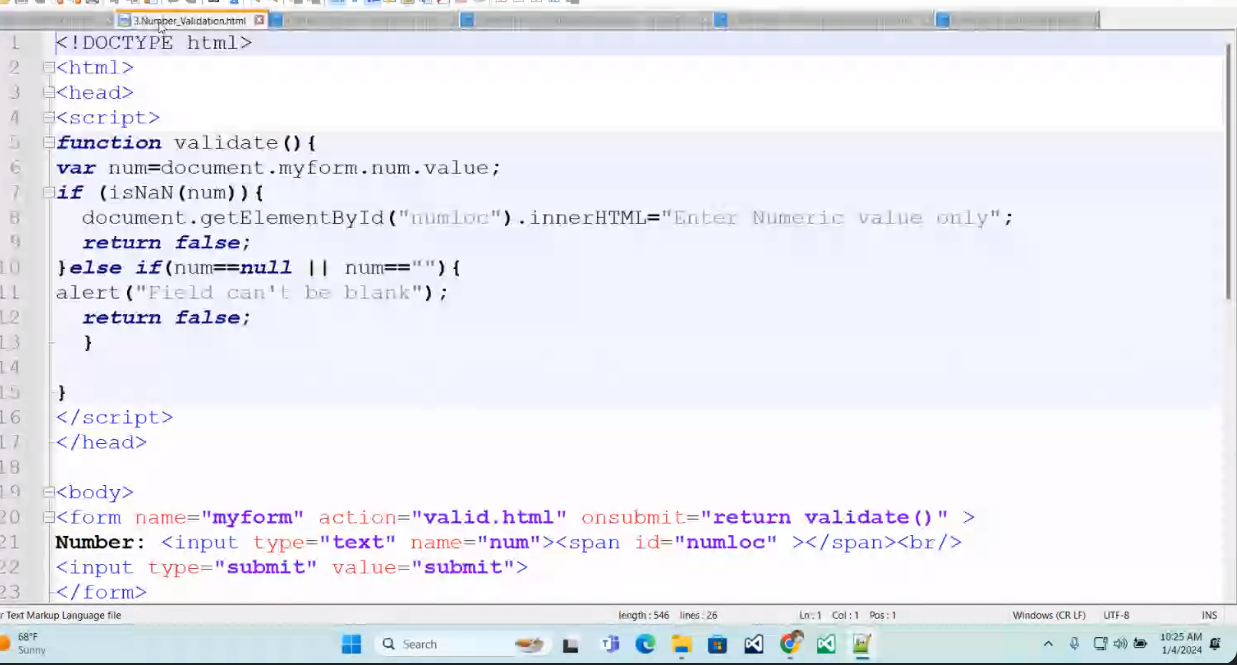 3.Number_Validation.html
1 <!DOCTYPE html>
2 <html>
3 <head>
4 <script>
5 function validate(){
6 var num=document.myform.num.value;
7 if (isNaN(num)){
8 document.getElementById("numloc").innerHTML="Enter Numeric value only";
9 return false;
10 }else if(num==null || num==""){
11 alert("Field can't be blank");
12 return false;
13 }
14
15 }
16 </script>
17 </head>
18
19 <body>
20 <form name="myform" action="valid.html" onsubmit="return validate()" >
21 Number: <input type="text" name="num"><span id="numloc" ></span><br/>
22 <input type="submit" value="submit">
23 </form>
r Text Markup Language file length : 546 lines : 26 Ln : 1 Col : 1 Pos : 1 Windows (CR LF) UTF-8 INS
68°F
Sunny
Search
10:25 AM
1/4/2024